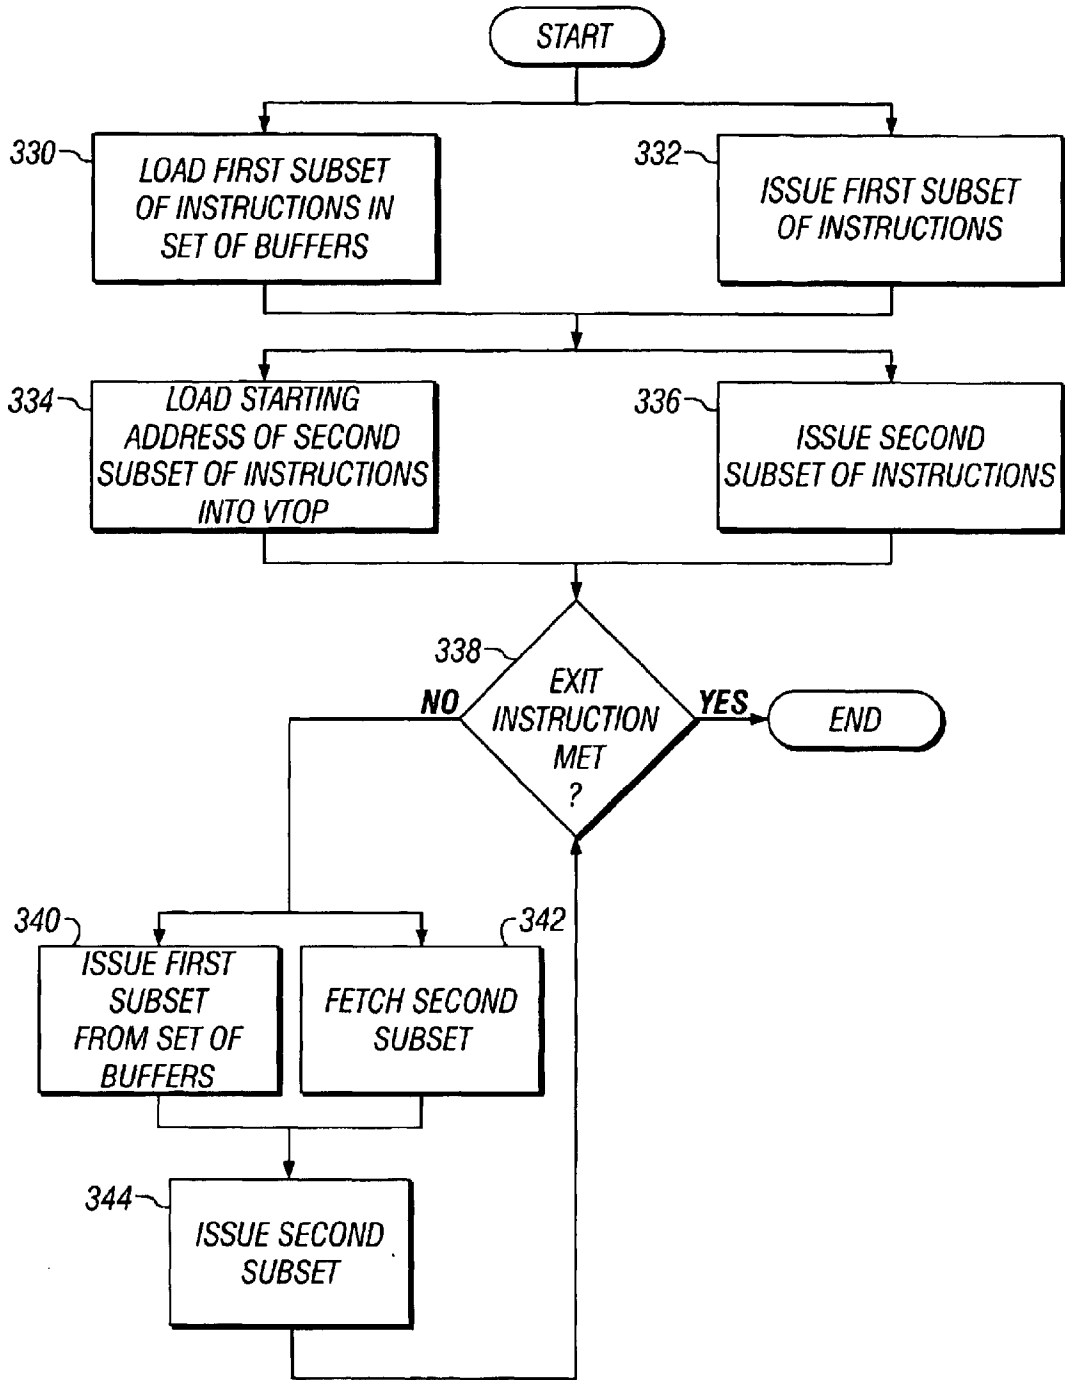 START
330
LOAD FIRST SUBSET
OF INSTRUCTIONS IN
SET OF BUFFERS
332
ISSUE FIRST SUBSET
OF INSTRUCTIONS
334
LOAD STARTING
ADDRESS OF SECOND
SUBSET OF INSTRUCTIONS
INTO VTOP
336
ISSUE SECOND
SUBSET OF INSTRUCTIONS
338
EXIT
INSTRUCTION
MET
?
NO
YES
END
340
ISSUE FIRST
SUBSET
FROM SET OF
BUFFERS
342
FETCH SECOND
SUBSET
344
ISSUE SECOND
SUBSET